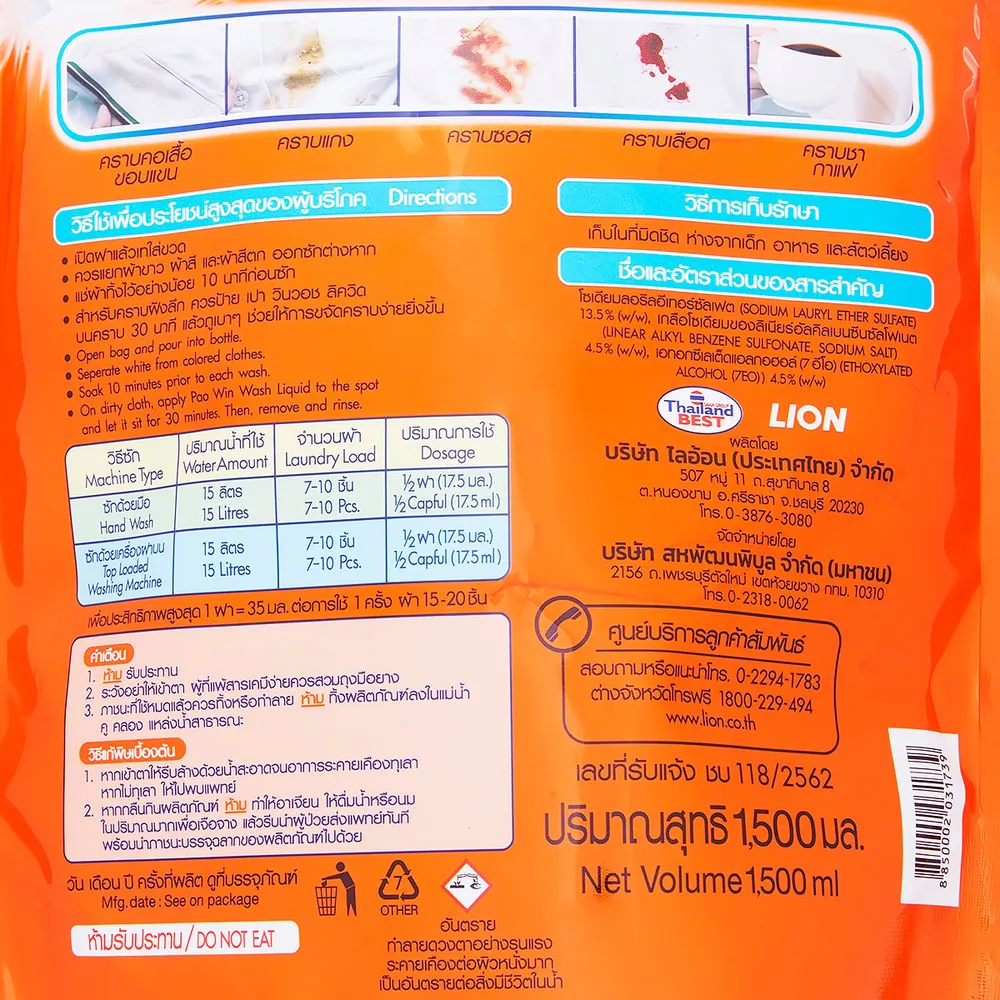 คราบคอเสื้อ
ขอบแขน
คราบแกง
คราบซอส
คราบเลือด
คราบชา
กาแฟ
วิธีใช้เพื่อประโยชน์สูงสุดของผู้บริโภค Directions
• เปิดฝาแล้วเทใส่ขวด
• ควรแยกผ้าขาว ผ้าสี และผ้าสีตก ออกซักต่างหาก
• แช่ผ้าทิ้งไว้อย่างน้อย 10 นาทีก่อนซัก
• สำหรับคราบฝังลึก ควรป้าย เปา วินวอช ลิควิด
บนคราบ 30 นาที แล้วถูเบาๆ ช่วยให้การขจัดคราบง่ายยิ่งขึ้น
• Open bag and pour into bottle.
• Seperate white from colored clothes.
• Soak 10 minutes prior to each wash.
• On dirty cloth, apply Pao Win Wash Liquid to the spot
and let it sit for 30 minutes. Then, remove and rinse.
วิธีซัก ปริมาณน้ำที่ใช้ จำนวนผ้า ปริมาณการใช้
Machine Type Water Amount Laundry Load Dosage
ซักด้วยมือ 15 ลิตร 7-10 ชิ้น ½ ฝา (17.5 มล.)
Hand Wash 15 Litres 7-10 Pcs. ½ Capful (17.5 ml)
ซักด้วยเครื่องฝาบน 15 ลิตร 7-10 ชิ้น ½ ฝา (17.5 มล.)
Top Loaded 15 Litres 7-10 Pcs. ½ Capful (17.5 ml)
Washing Machine
เพื่อประสิทธิภาพสูงสุด 1 ฝา = 35 มล. ต่อการใช้ 1 ครั้ง ผ้า 15-20 ชิ้น
คำเตือน
1. ห้าม รับประทาน
2. ระวังอย่าให้เข้าตา ผู้ที่แพ้สารเคมีง่ายควรสวมถุงมือยาง
3. ภาชนะที่ใช้หมดแล้วควรทิ้งหรือทำลาย ห้าม ทิ้งผลิตภัณฑ์ลงในแม่น้ำ
คู คลอง แหล่งน้ำสาธารณะ
วิธีแก้พิษเบื้องต้น
1. หากเข้าตาให้รีบล้างด้วยน้ำสะอาดจนอาการระคายเคืองทุเลา
หากไม่ทุเลา ให้ไปพบแพทย์
2. หากกลืนกินผลิตภัณฑ์ ห้าม ทำให้อาเจียน ให้ดื่มน้ำหรือนม
ในปริมาณมากเพื่อเจือจาง แล้วรีบนำผู้ป่วยส่งแพทย์ทันที
พร้อมนำภาชนะบรรจุฉลากของผลิตภัณฑ์ไปด้วย
วัน เดือน ปี ครั้งที่ผลิต ดูที่บรรจุภัณฑ์
Mfg. date : See on package
ห้ามรับประทาน / DO NOT EAT
7
OTHER
อันตราย
ทำลายดวงตาอย่างรุนแรง
ระคายเคืองต่อผิวหนังมาก
เป็นอันตรายต่อสิ่งมีชีวิตในน้ำ
วิธีการเก็บรักษา
เก็บในที่มิดชิด ห่างจากเด็ก อาหาร และสัตว์เลี้ยง
ชื่อและอัตราส่วนของสารสำคัญ
โซเดียมลอริลอีเทอร์ซัลเฟต (SODIUM LAURYL ETHER SULFATE)
13.5% (w/w), เกลือโซเดียมของลิเนียร์อัลคิลเบนซีนซัลโฟเนต
(LINEAR ALKYL BENZENE SULFONATE, SODIUM SALT)
4.5% (w/w), เอทอกซีเลเต็ดแอลกอฮอล์ (7 อีโอ) (ETHOXYLATED
ALCOHOL (7EO)) 4.5% (w/w)
SAHA GROUP
Thailand
BEST
LION
ผลิตโดย
บริษัท ไลอ้อน (ประเทศไทย) จำกัด
507 หมู่ 11 ถ.สุขาภิบาล 8
ต.หนองขาม อ.ศรีราชา จ.ชลบุรี 20230
โทร. 0-3876-3080
จัดจำหน่ายโดย
บริษัท สหพัฒนพิบูล จำกัด (มหาชน)
2156 ถ.เพชรบุรีตัดใหม่ เขตห้วยขวาง กทม. 10310
โทร. 0-2318-0062
ศูนย์บริการลูกค้าสัมพันธ์
สอบถามหรือแนะนำโทร. 0-2294-1783
ต่างจังหวัดโทรฟรี 1800-229-494
www.lion.co.th
เลขที่รับแจ้ง ชบ 118/2562
ปริมาณสุทธิ 1,500 มล.
Net Volume 1,500 ml
8 850002 031739